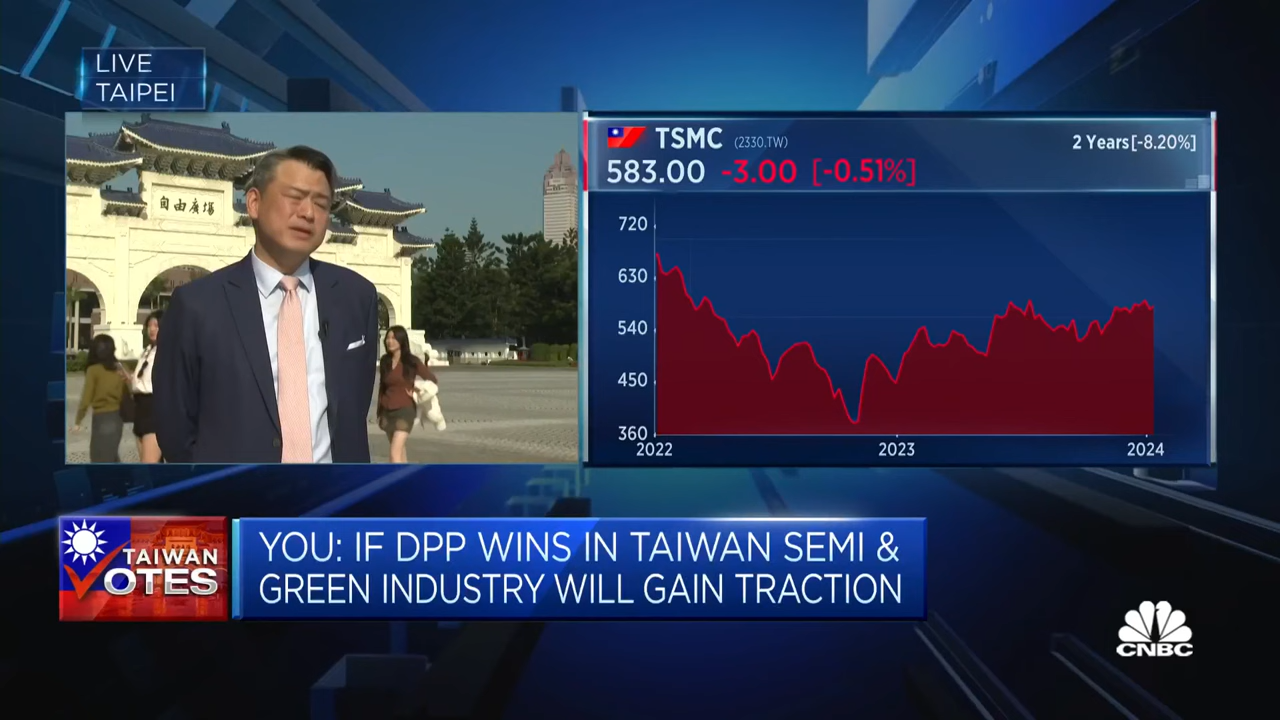 LIVE
TAIPEI
自由廣場
TSMC (2330.TW)
2 Years[-8.20%]
583.00 -3.00 [-0.51%]
720
630
540
450
360
2022 2023 2024
TAIWAN
VOTES
YOU: IF DPP WINS IN TAIWAN SEMI &
GREEN INDUSTRY WILL GAIN TRACTION
CNBC